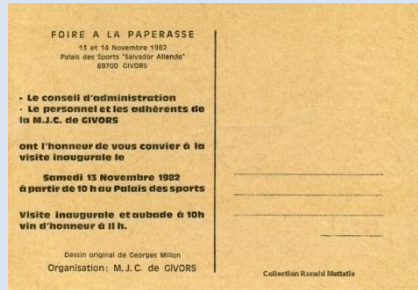 FOIRE A LA PAPERASSE
13 et 14 Novembre 1982
Palais des Sports "Salvador Allende"
69700 GIVORS
- Le conseil d'administration
- Le personnel et les adhérents de
la M.J.C. de GIVORS
ont l'honneur de vous convier à la
visite inaugurale le
Samedi 13 Novembre 1982
à partir de 10 h au Palais des sports
Visite inaugurale et aubade à 10h
vin d'honneur à 11 h.
Dessin original de Georges Millon
Organisation: M.J.C. de GIVORS
Collection Ronald Mattatia